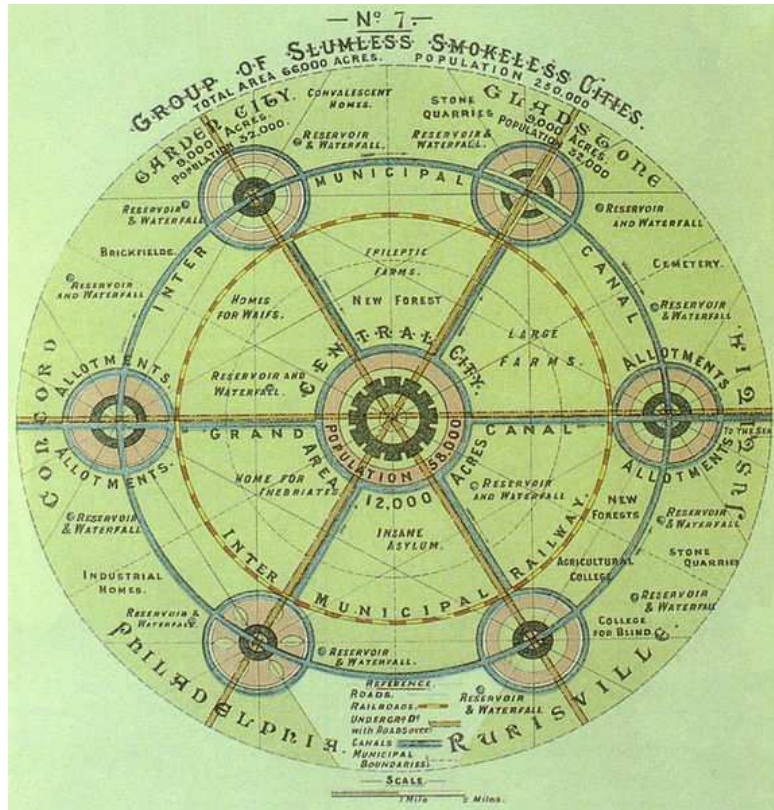 — Nº 7. —
GROUP OF SLUMLESS SMOKELESS CITIES.
TOTAL AREA 66,000 ACRES. POPULATION 250,000
GARDEN CITY.
9,000 ACRES.
POPULATION 32,000.
CONVALESCENT
HOMES.
STONE
QUARRIES
GLADSTONE
9,000 ACRES.
POPULATION 32,000
RESERVOIR
& WATERFALL
RESERVOIR &
WATERFALL.
INTER MUNICIPAL CANAL
RESERVOIR
& WATERFALL
RESERVOIR
AND WATERFALL
BRICKFIELDS.
EPILEPTIC
FARMS.
CEMETERY.
RESERVOIR
AND WATERFALL
HOMES
FOR WAIFS.
NEW FOREST
RESERVOIR
& WATERFALL
CENTRAL CITY.
LARGE
FARMS.
CONCORD
ALLOTMENTS
RESERVOIR AND
WATERFALL
ALLOTMENTS
JUSTITIA
GRAND CANAL
TO THE SEA
ALLOTMENTS.
AREA 12,000 ACRES
POPULATION 58,000
ALLOTMENTS
HOME FOR
INEBRIATES.
RESERVOIR
AND WATERFALL
NEW
FORESTS
RESERVOIR
& WATERFALL
INSANE
ASYLUM.
RESERVOIR
& WATERFALL
INTER MUNICIPAL RAILWAY.
AGRICULTURAL
COLLEGE
STONE
QUARRIES
INDUSTRIAL
HOMES.
RESERVOIR
& WATERFALL
RESERVOIR &
WATERFALL.
COLLEGE
FOR BLIND.
PHILADELPHIA.
RESERVOIR
& WATERFALL.
RURISVILLE.
REFERENCE.
ROADS.
RAILROADS.
UNDERGRD Dº
WITH ROADS OVER
CANALS
MUNICIPAL
BOUNDARIES
RESERVOIR
& WATERFALL
SCALE.
1 Mile 2 Miles.